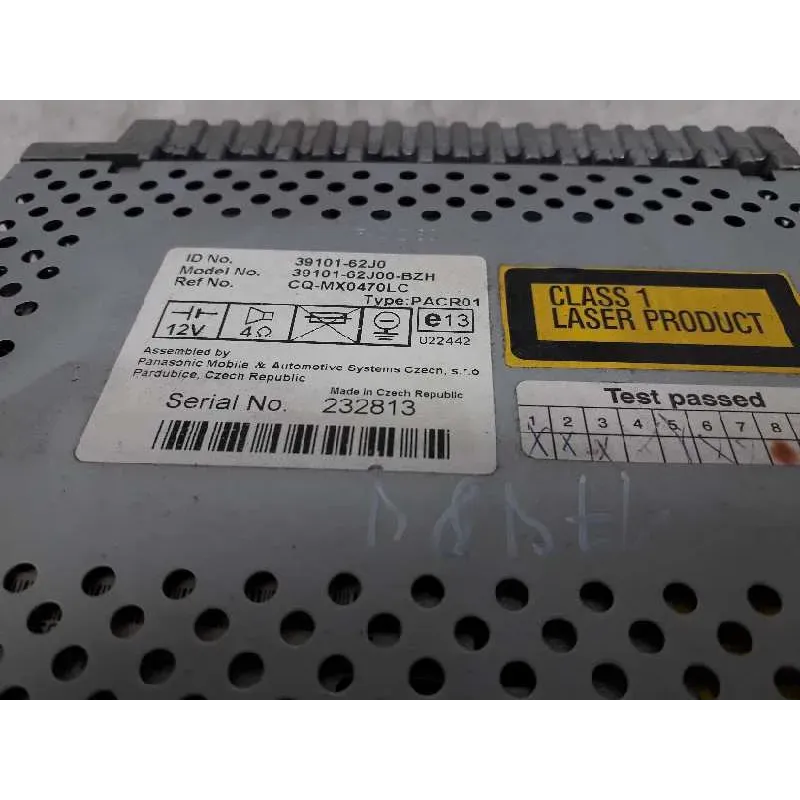 ID No. 39101-62J0
Model No. 39101-62J00-BZH
Ref No. CQ-MX0470LC
Type:PACR01
12V 4Ω e13
022442
Assembled by
Panasonic Mobile & Automotive Systems Czech, s.r.o
Pardubice, Czech Republic
Made in Czech Republic
Serial No. 232813
CLASS 1
LASER PRODUCT
Test passed
1 2 3 4 5 6 7 8
X X X